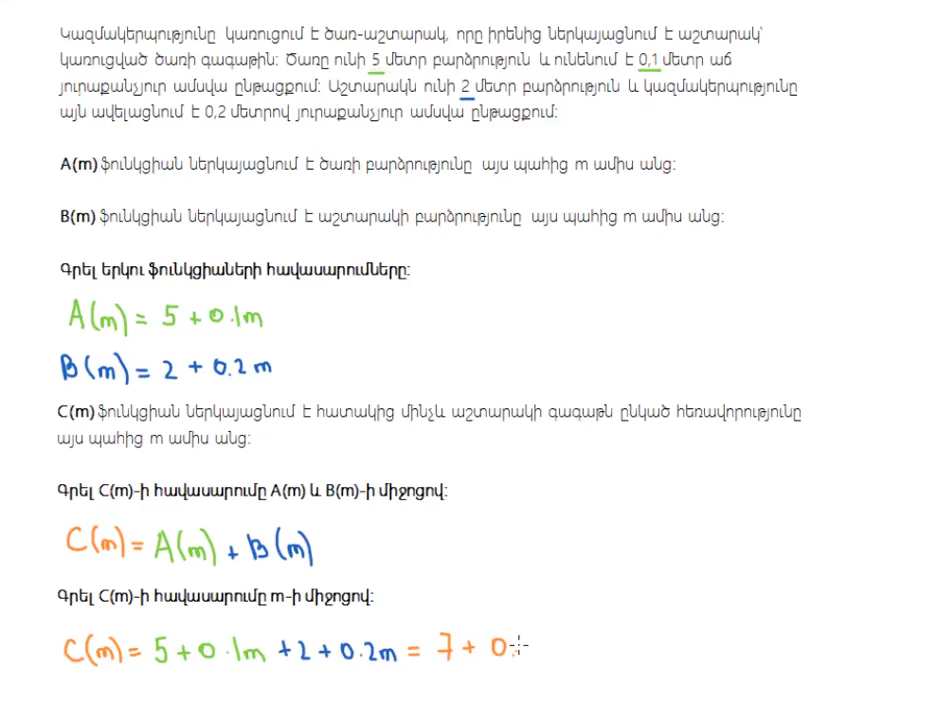 Կազմակերպությունը կառուցում է ծառ-աշտարակ, որը իրենից ներկայացնում է աշտարակ՝
կառուցված ծառի գագաթին: Ծառը ունի 5 մետր բարձրություն և ունենում է 0,1 մետր աճ
յուրաքանչյուր ամսվա ընթացքում: Աշտարակն ունի 2 մետր բարձրություն և կազմակերպությունը
այն ավելացնում է 0,2 մետրով յուրաքանչյուր ամսվա ընթացքում:
A(m) ֆունկցիան ներկայացնում է ծառի բարձրությունը այս պահից m ամիս անց:
B(m) ֆունկցիան ներկայացնում է աշտարակի բարձրությունը այս պահից m ամիս անց:
Գրել երկու ֆունկցիաների հավասարումները:
A(m) = 5 + 0.1m
B(m) = 2 + 0.2m
C(m) ֆունկցիան ներկայացնում է հատակից մինչև աշտարակի գագաթն ընկած հեռավորությունը
այս պահից m ամիս անց:
Գրել C(m)-ի հավասարումը A(m) և B(m)-ի միջոցով:
C(m) = A(m) + B(m)
Գրել C(m)-ի հավասարումը m-ի միջոցով:
C(m) = 5 + 0.1m + 2 + 0.2m = 7 + 0.